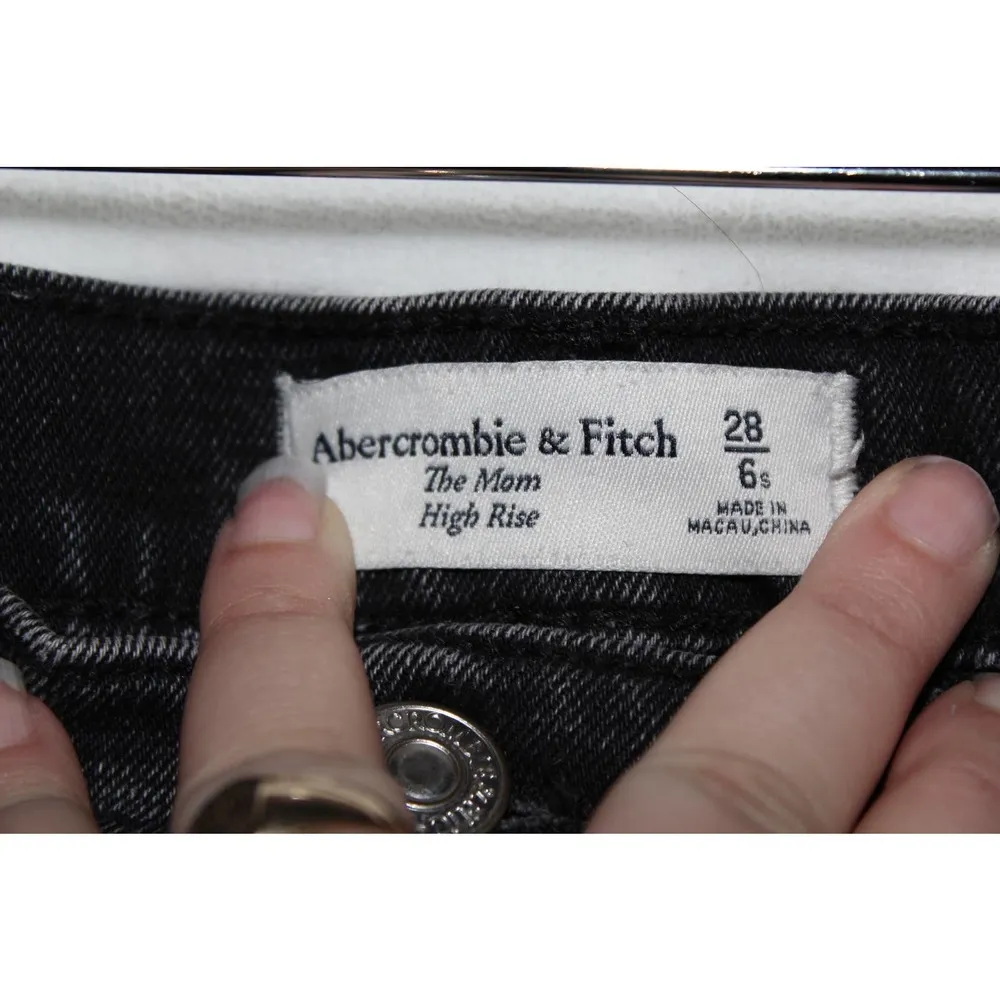 Abercrombie & Fitch
The Mom
High Rise
28
6s
MADE IN
MACAU,CHINA